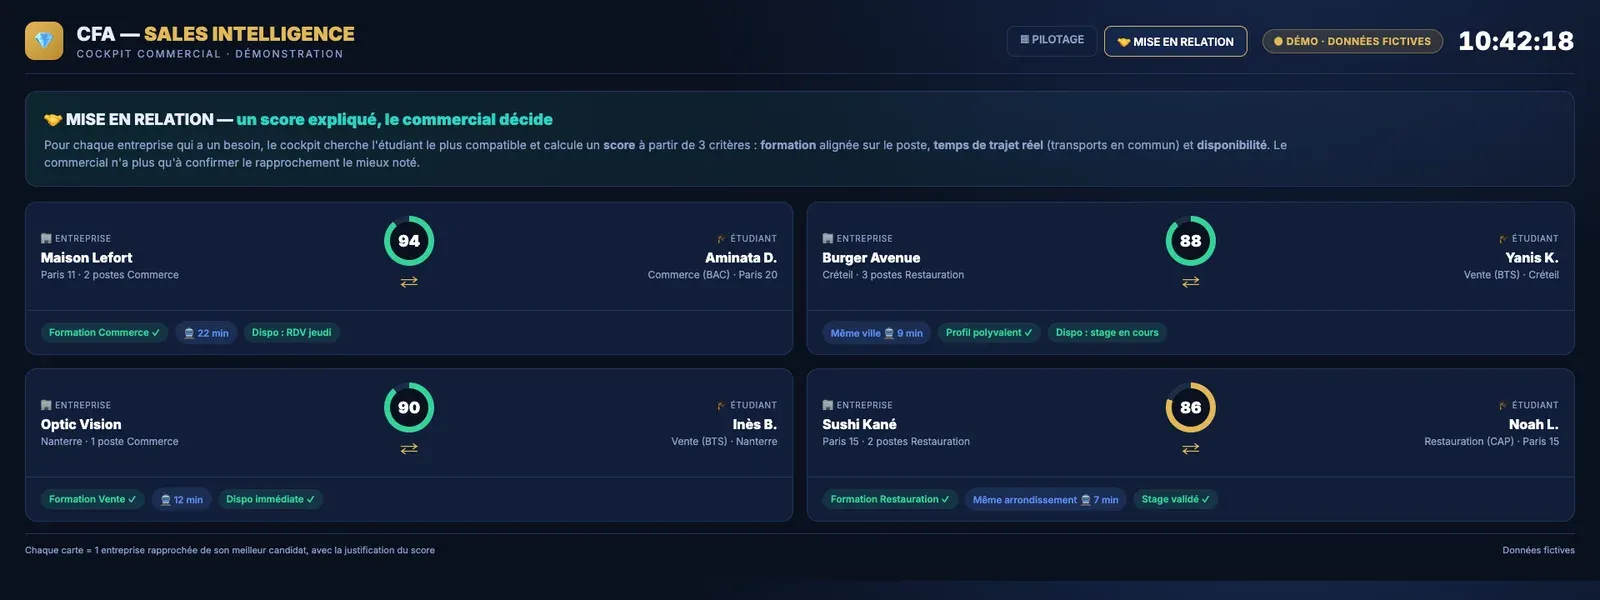 CFA — SALES INTELLIGENCE
COCKPIT COMMERCIAL · DÉMONSTRATION
PILOTAGE
MISE EN RELATION
DÉMO · DONNÉES FICTIVES
10:42:18
MISE EN RELATION — un score expliqué, le commercial décide
Pour chaque entreprise qui a un besoin, le cockpit cherche l'étudiant le plus compatible et calcule un score à partir de 3 critères : formation alignée sur le poste, temps de trajet réel (transports en commun) et disponibilité. Le
commercial n'a plus qu'à confirmer le rapprochement le mieux noté.
ENTREPRISE
Maison Lefort
Paris 11 · 2 postes Commerce
94
⇄
ÉTUDIANT
Aminata D.
Commerce (BAC) · Paris 20
Formation Commerce ✓
22 min
Dispo : RDV jeudi
ENTREPRISE
Burger Avenue
Créteil · 3 postes Restauration
88
⇄
ÉTUDIANT
Yanis K.
Vente (BTS) · Créteil
Même ville 9 min
Profil polyvalent ✓
Dispo : stage en cours
ENTREPRISE
Optic Vision
Nanterre · 1 poste Commerce
90
⇄
ÉTUDIANT
Inès B.
Vente (BTS) · Nanterre
Formation Vente ✓
12 min
Dispo immédiate ✓
ENTREPRISE
Sushi Kané
Paris 15 · 2 postes Restauration
86
⇄
ÉTUDIANT
Noah L.
Restauration (CAP) · Paris 15
Formation Restauration ✓
Même arrondissement 7 min
Stage validé ✓
Chaque carte = 1 entreprise rapprochée de son meilleur candidat, avec la justification du score
Données fictives